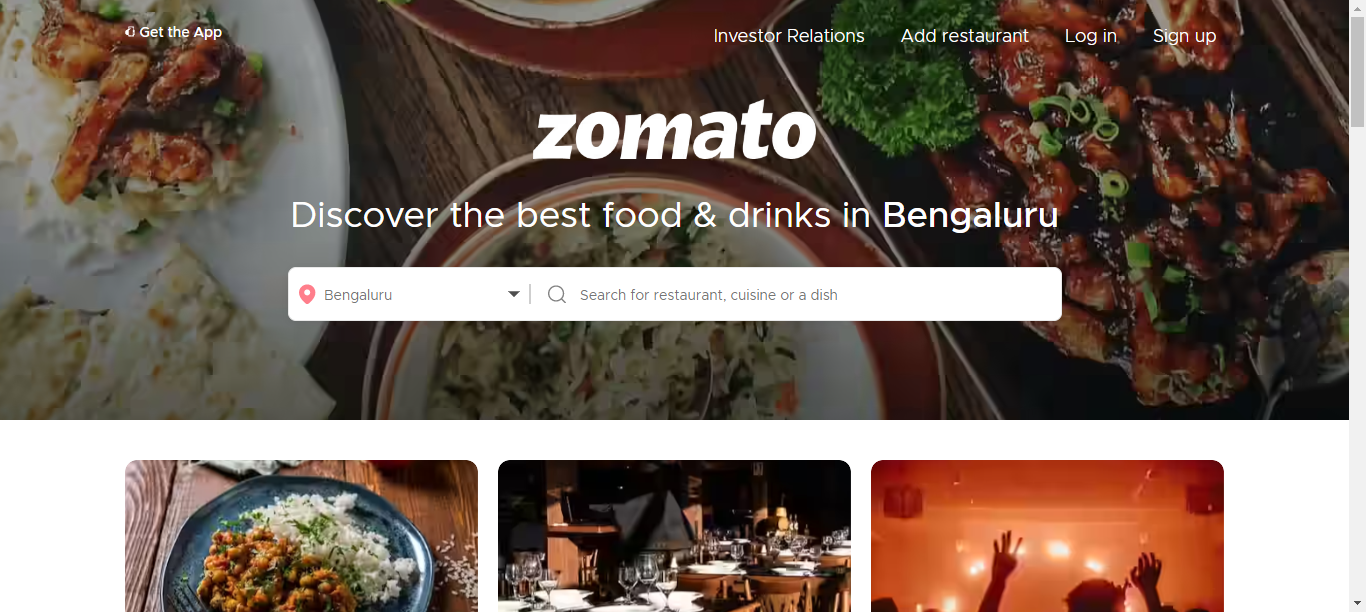 Get the App
Investor Relations
Add restaurant
Log in
Sign up
zomato
Discover the best food & drinks in Bengaluru
Bengaluru
Search for restaurant, cuisine or a dish